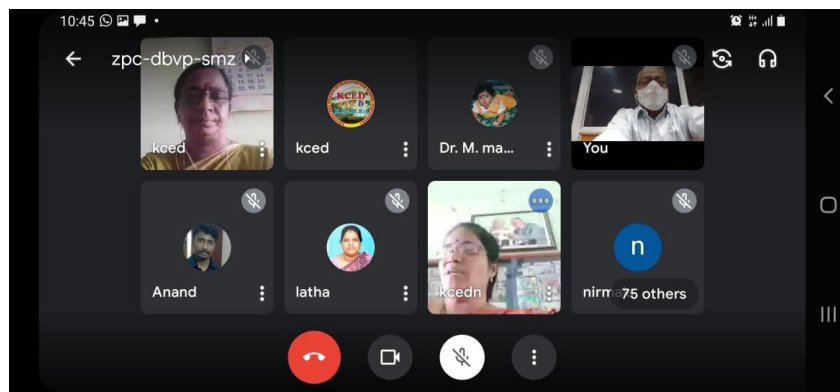 10:45
zpc-dbvp-smz
kced
kced
Dr. M. ma...
You
Anand
latha
kcedn
n
nirm
75 others
KCED